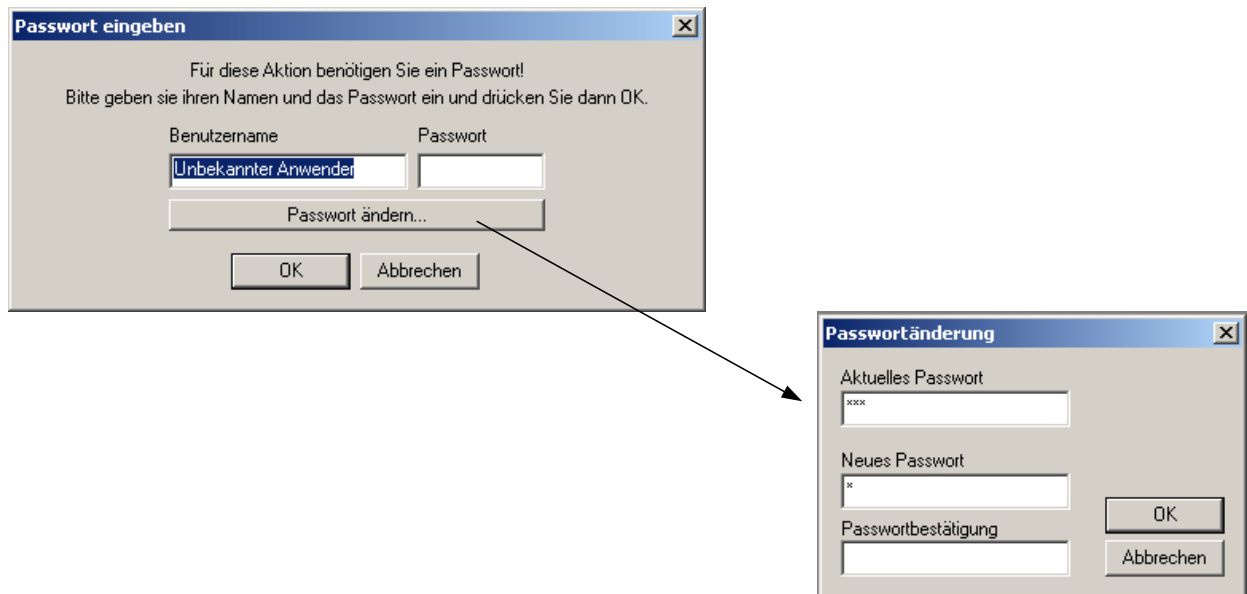 Passwort eingeben
Für diese Aktion benötigen Sie ein Passwort!
Bitte geben sie ihren Namen und das Passwort ein und drücken Sie dann OK.
Benutzername Passwort
Unbekannter Anwender
Passwort ändern...
OK Abbrechen
Passwortänderung
Aktuelles Passwort
***
Neues Passwort
*
OK
Passwortbestätigung
Abbrechen